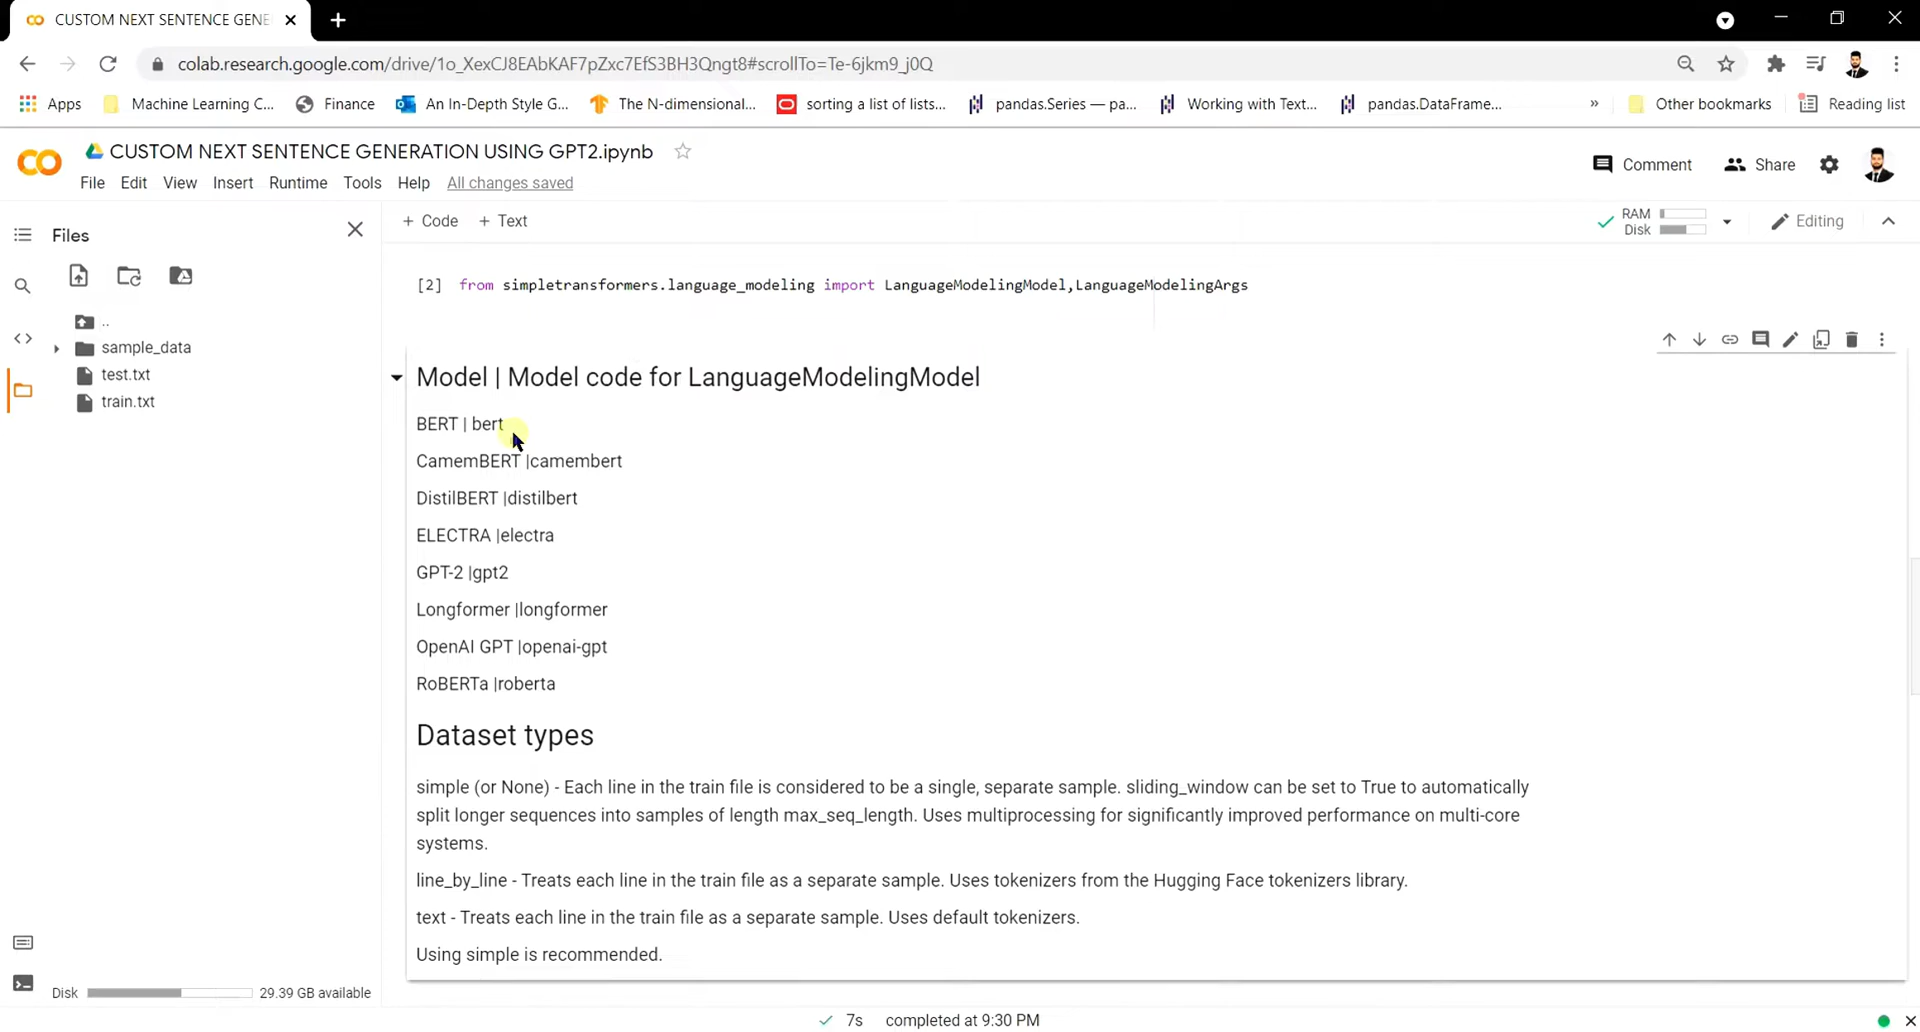 CUSTOM NEXT SENTENCE GENE
colab.research.google.com/drive/1o_XexCJ8EAbKAF7pZxc7EfS3BH3Qngt8#scrollTo=Te-6jkm9_j0Q
Apps Machine Learning C... Finance An In-Depth Style G... The N-dimensional... sorting a list of lists... pandas.Series — pa... Working with Text... pandas.DataFrame... » Other bookmarks Reading list
CUSTOM NEXT SENTENCE GENERATION USING GPT2.ipynb
Comment Share
File Edit View Insert Runtime Tools Help All changes saved
Files
+ Code + Text
RAM
Disk
Editing
..
sample_data
test.txt
train.txt
[2] from simpletransformers.language_modeling import LanguageModelingModel,LanguageModelingArgs
Model | Model code for LanguageModelingModel
BERT | bert
CamemBERT |camembert
DistilBERT |distilbert
ELECTRA |electra
GPT-2 |gpt2
Longformer |longformer
OpenAI GPT |openai-gpt
RoBERTa |roberta
Dataset types
simple (or None) - Each line in the train file is considered to be a single, separate sample. sliding_window can be set to True to automatically
split longer sequences into samples of length max_seq_length. Uses multiprocessing for significantly improved performance on multi-core
systems.
line_by_line - Treats each line in the train file as a separate sample. Uses tokenizers from the Hugging Face tokenizers library.
text - Treats each line in the train file as a separate sample. Uses default tokenizers.
Using simple is recommended.
Disk 29.39 GB available
7s completed at 9:30 PM